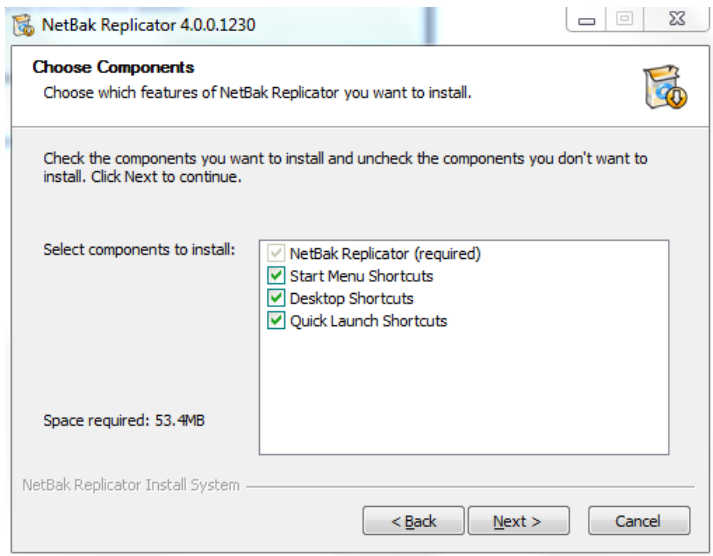 NetBak Replicator 4.0.0.1230
Choose Components
Choose which features of NetBak Replicator you want to install.
Check the components you want to install and uncheck the components you don't want to
install. Click Next to continue.
Select components to install:
NetBak Replicator (required)
Start Menu Shortcuts
Desktop Shortcuts
Quick Launch Shortcuts
Space required: 53.4MB
NetBak Replicator Install System
< Back
Next >
Cancel